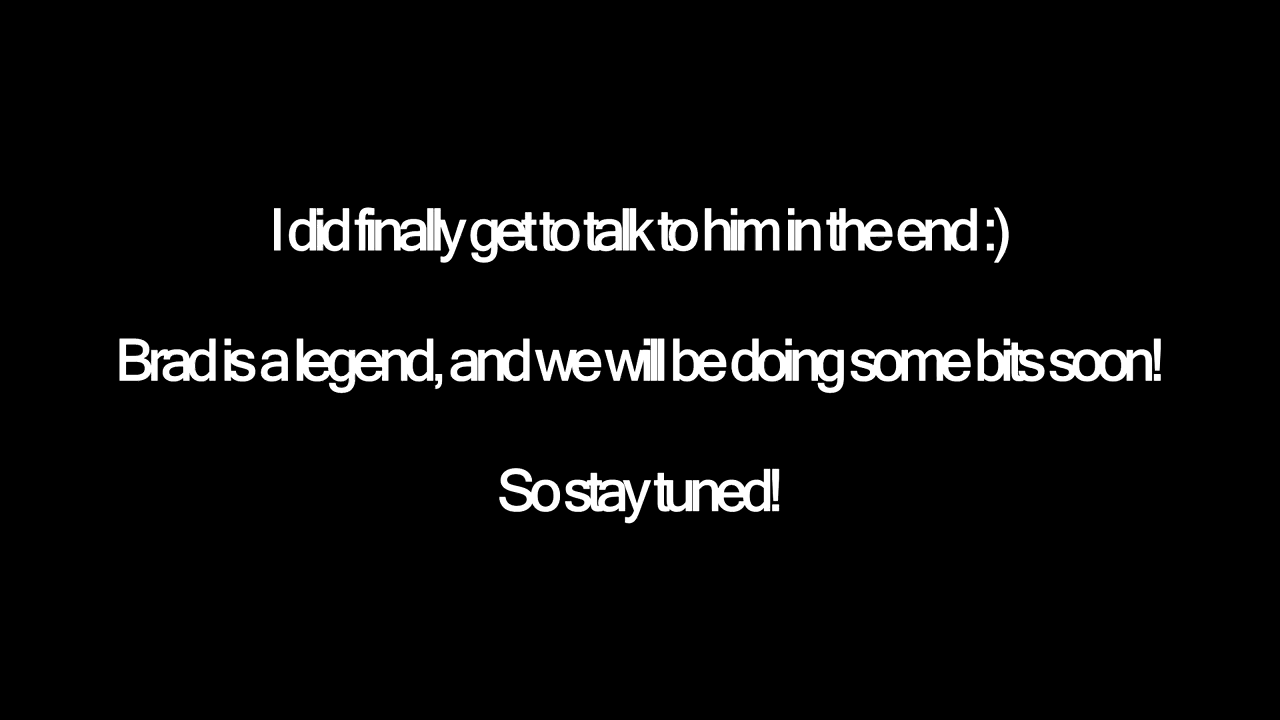 I did finally get to talk to him in the end :)
Brad is a legend, and we will be doing some bits soon!
So stay tuned!